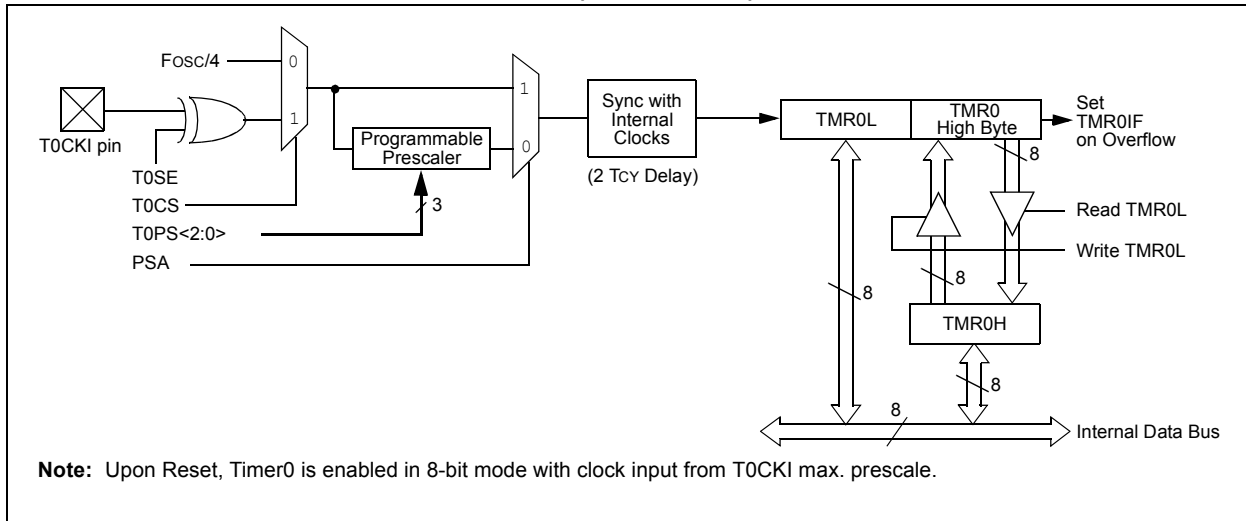 FOSC/4
0
1
T0CKI pin
T0SE
T0CS
T0PS<2:0>
PSA
Programmable
Prescaler
3
1
0
Sync with
Internal
Clocks
(2 TCY Delay)
TMR0L
TMR0
High Byte
Set
TMR0IF
on Overflow
8
Read TMR0L
Write TMR0L
8
8
TMR0H
8
8
Internal Data Bus
Note: Upon Reset, Timer0 is enabled in 8-bit mode with clock input from T0CKI max. prescale.